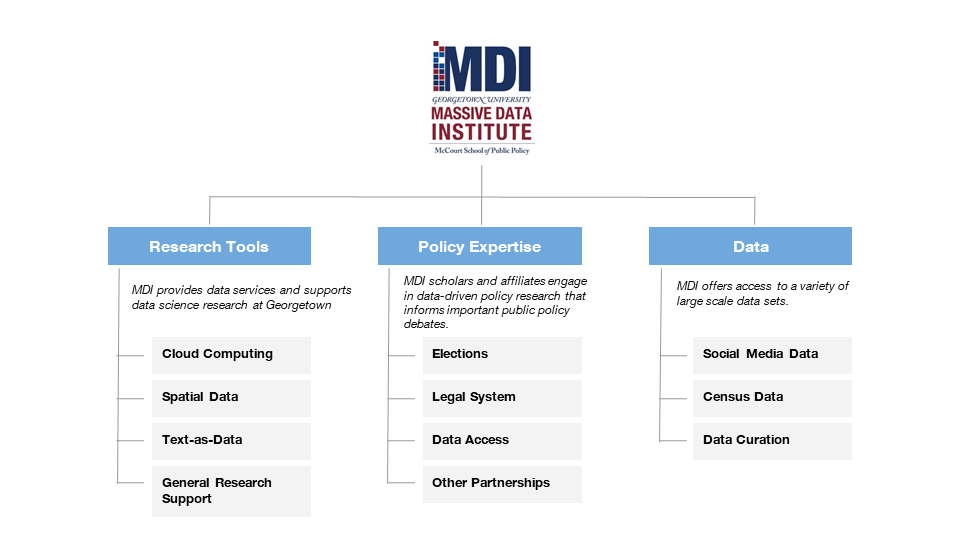 MDI
GEORGETOWN UNIVERSITY
MASSIVE DATA
INSTITUTE
McCourt School of Public Policy
Research Tools
MDI provides data services and supports
data science research at Georgetown
Cloud Computing
Spatial Data
Text-as-Data
General Research
Support
Policy Expertise
MDI scholars and affiliates engage
in data-driven policy research that
informs important public policy
debates.
Elections
Legal System
Data Access
Other Partnerships
Data
MDI offers access to a variety of
large scale data sets.
Social Media Data
Census Data
Data Curation